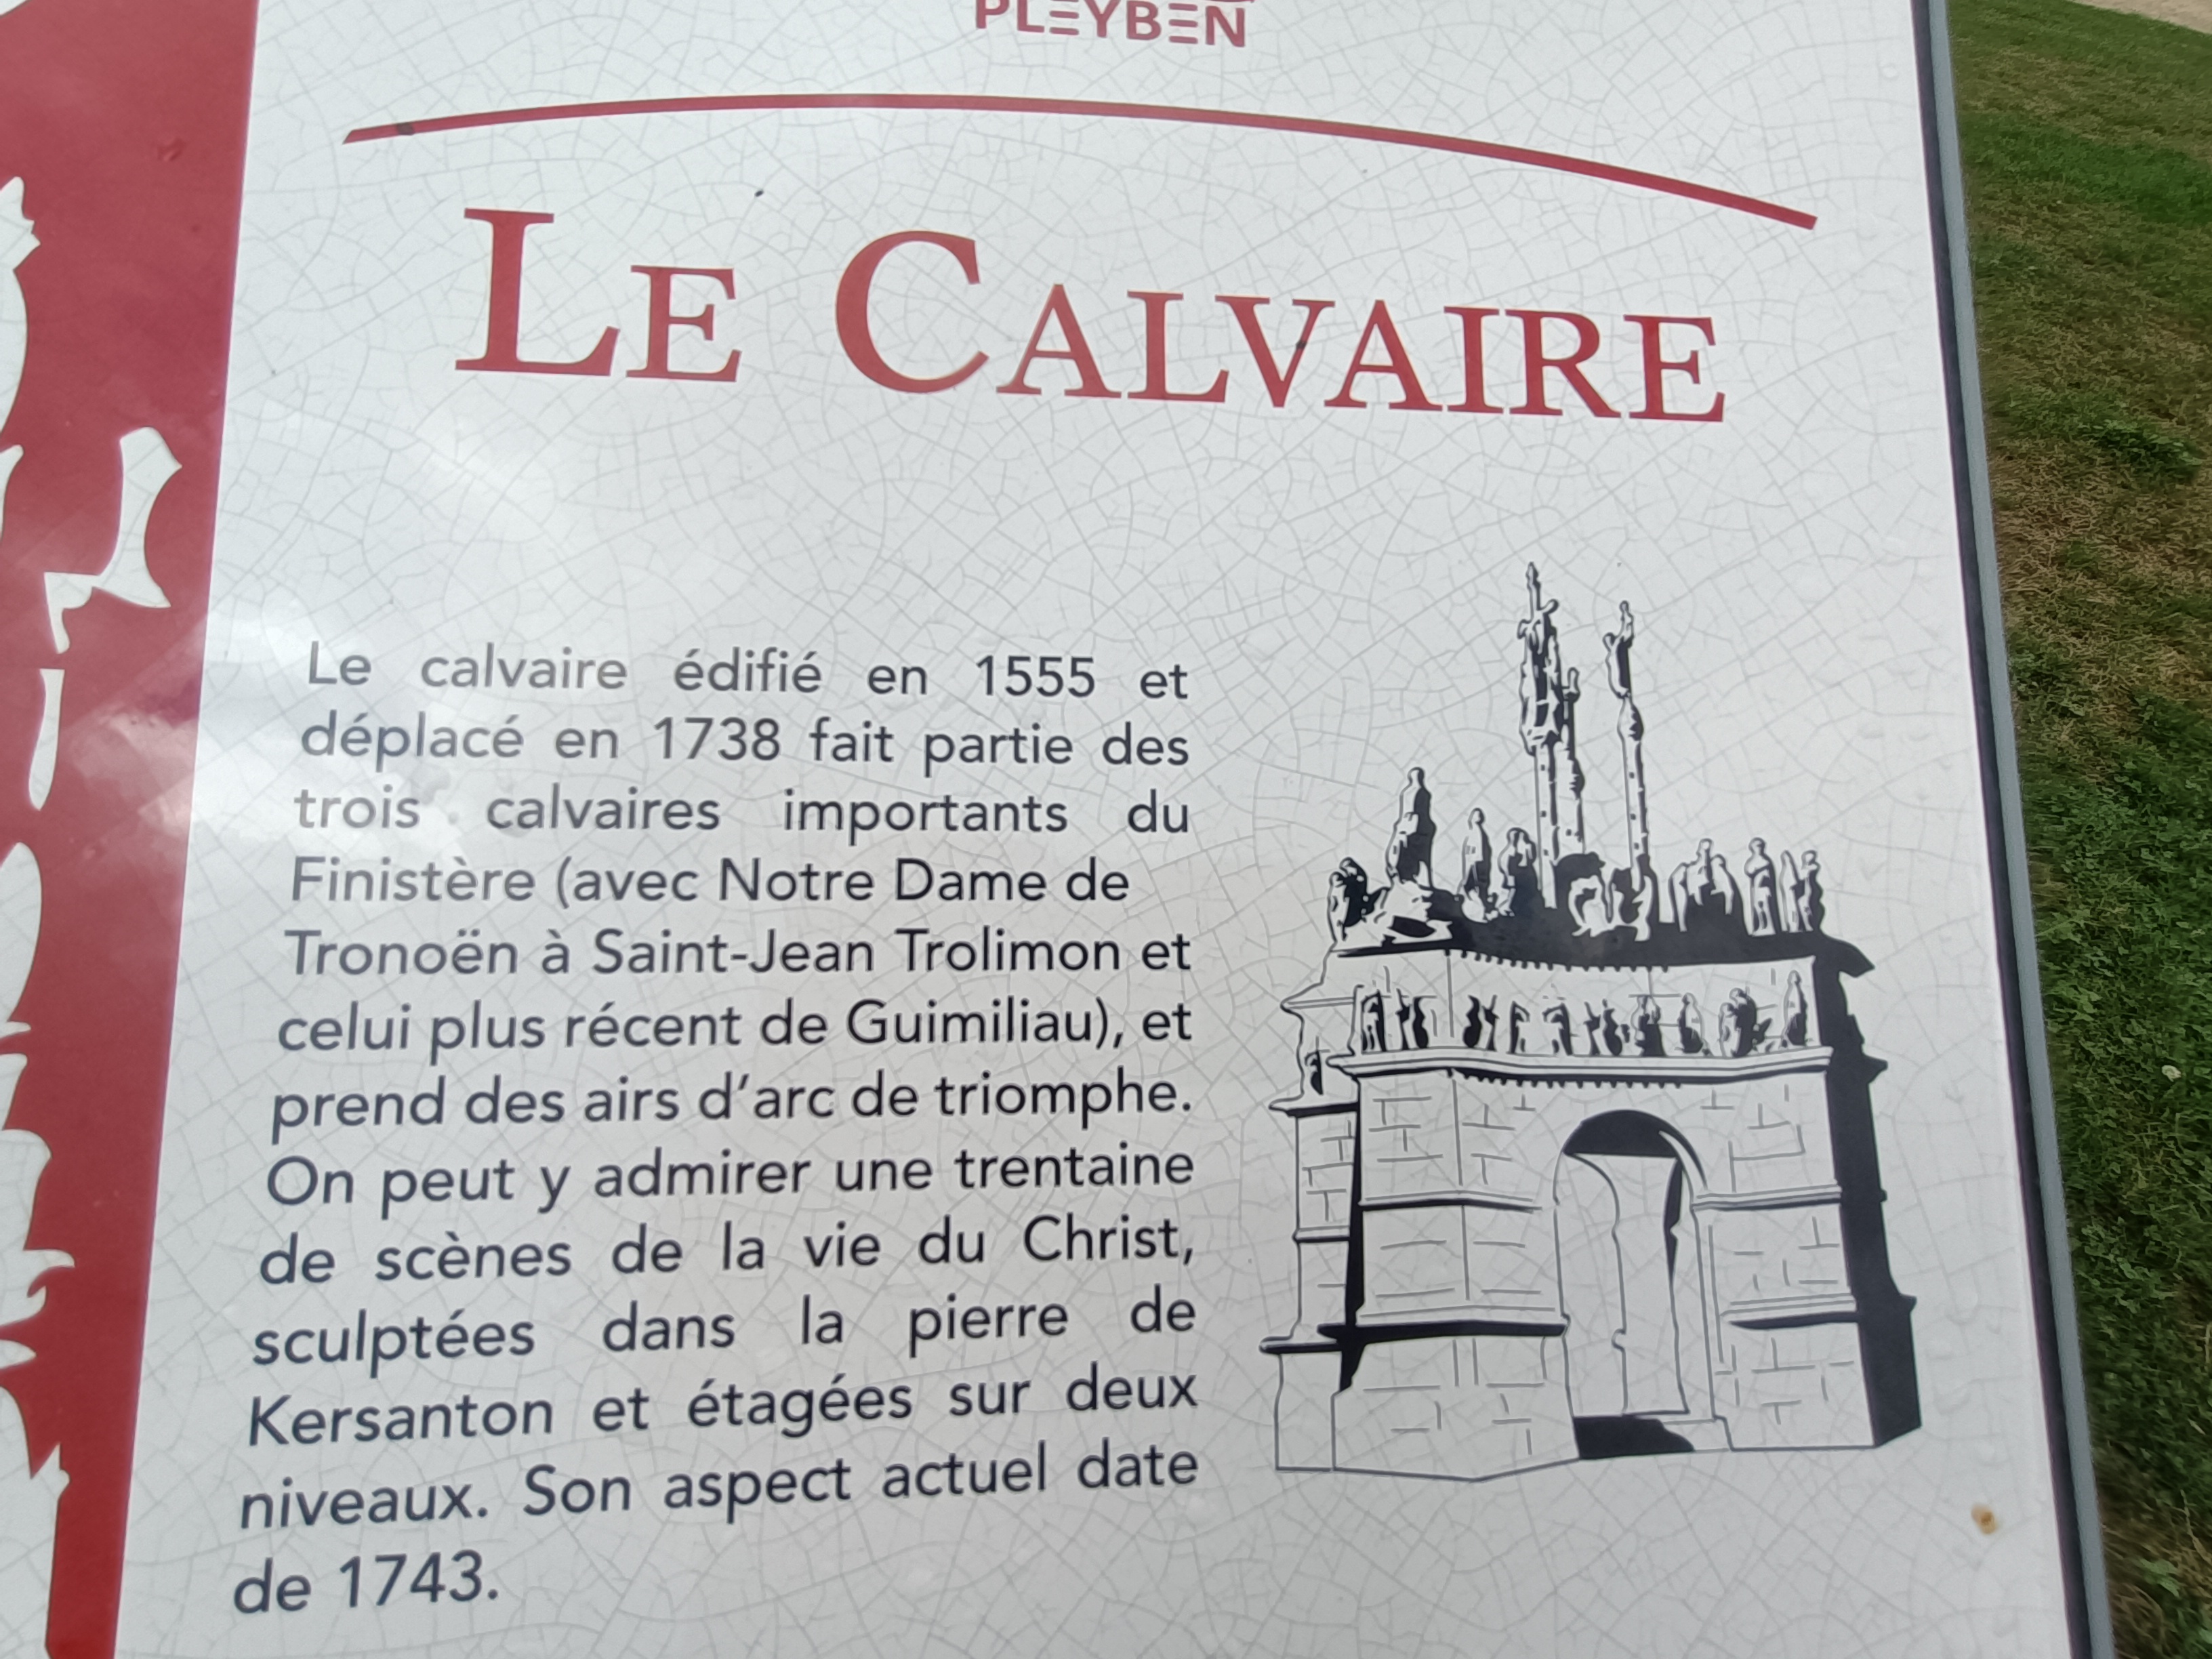 PLEYBEN
LE CALVAIRE
Le calvaire édifié en 1555 et
déplacé en 1738 fait partie des
trois calvaires importants du
Finistère (avec Notre Dame de
Tronoën à Saint-Jean Trolimon et
celui plus récent de Guimiliau), et
prend des airs d'arc de triomphe.
On peut y admirer une trentaine
de scènes de la vie du Christ,
sculptées dans la pierre de
Kersanton et étagées sur deux
niveaux. Son aspect actuel date
de 1743.